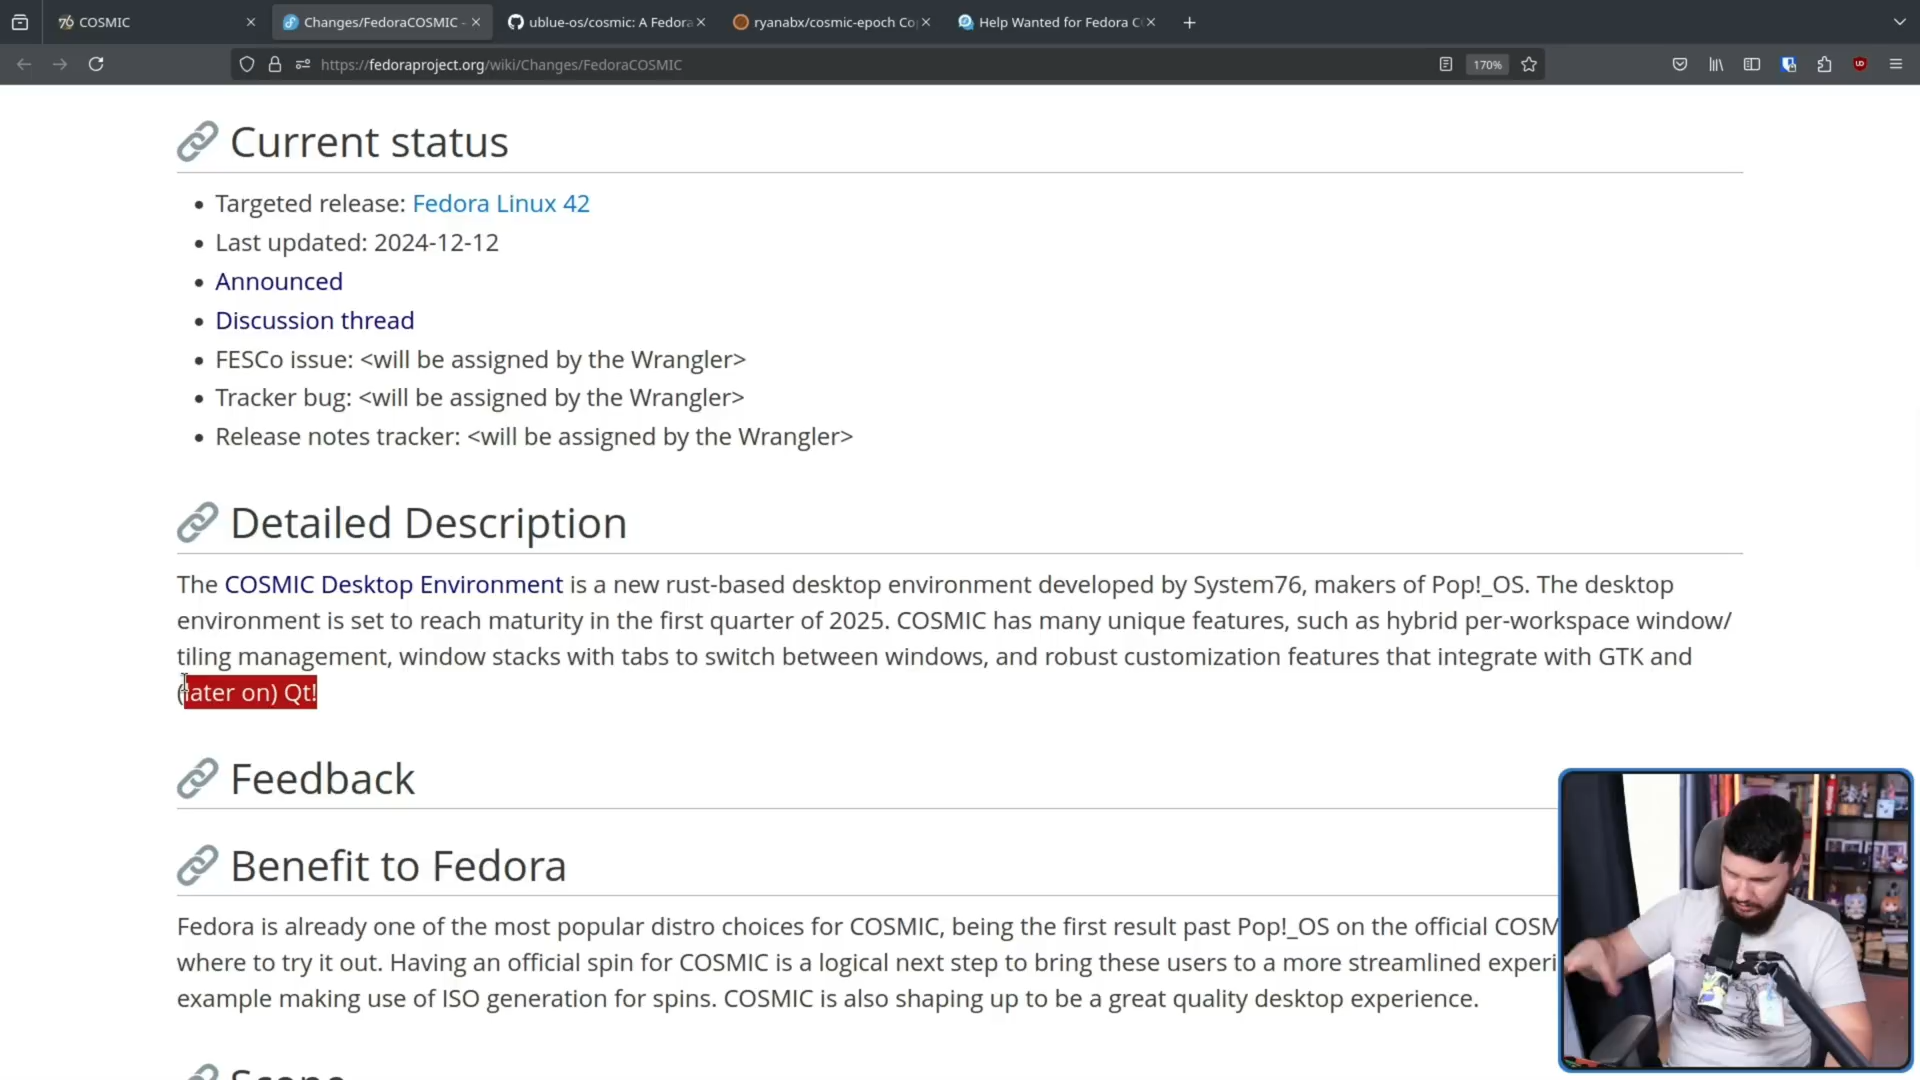 COSMIC
Changes/FedoraCOSMIC -
ublue-os/cosmic: A Fedora
ryanabx/cosmic-epoch Co
Help Wanted for Fedora C
https://fedoraproject.org/wiki/Changes/FedoraCOSMIC
170%
Current status
Targeted release: Fedora Linux 42
Last updated: 2024-12-12
Announced
Discussion thread
FESCo issue: <will be assigned by the Wrangler>
Tracker bug: <will be assigned by the Wrangler>
Release notes tracker: <will be assigned by the Wrangler>
Detailed Description
The COSMIC Desktop Environment is a new rust-based desktop environment developed by System76, makers of Pop!_OS. The desktop
environment is set to reach maturity in the first quarter of 2025. COSMIC has many unique features, such as hybrid per-workspace window/
tiling management, window stacks with tabs to switch between windows, and robust customization features that integrate with GTK and
(later on) Qt!
Feedback
Benefit to Fedora
Fedora is already one of the most popular distro choices for COSMIC, being the first result past Pop!_OS on the official COSM
where to try it out. Having an official spin for COSMIC is a logical next step to bring these users to a more streamlined experi
example making use of ISO generation for spins. COSMIC is also shaping up to be a great quality desktop experience.
Scope